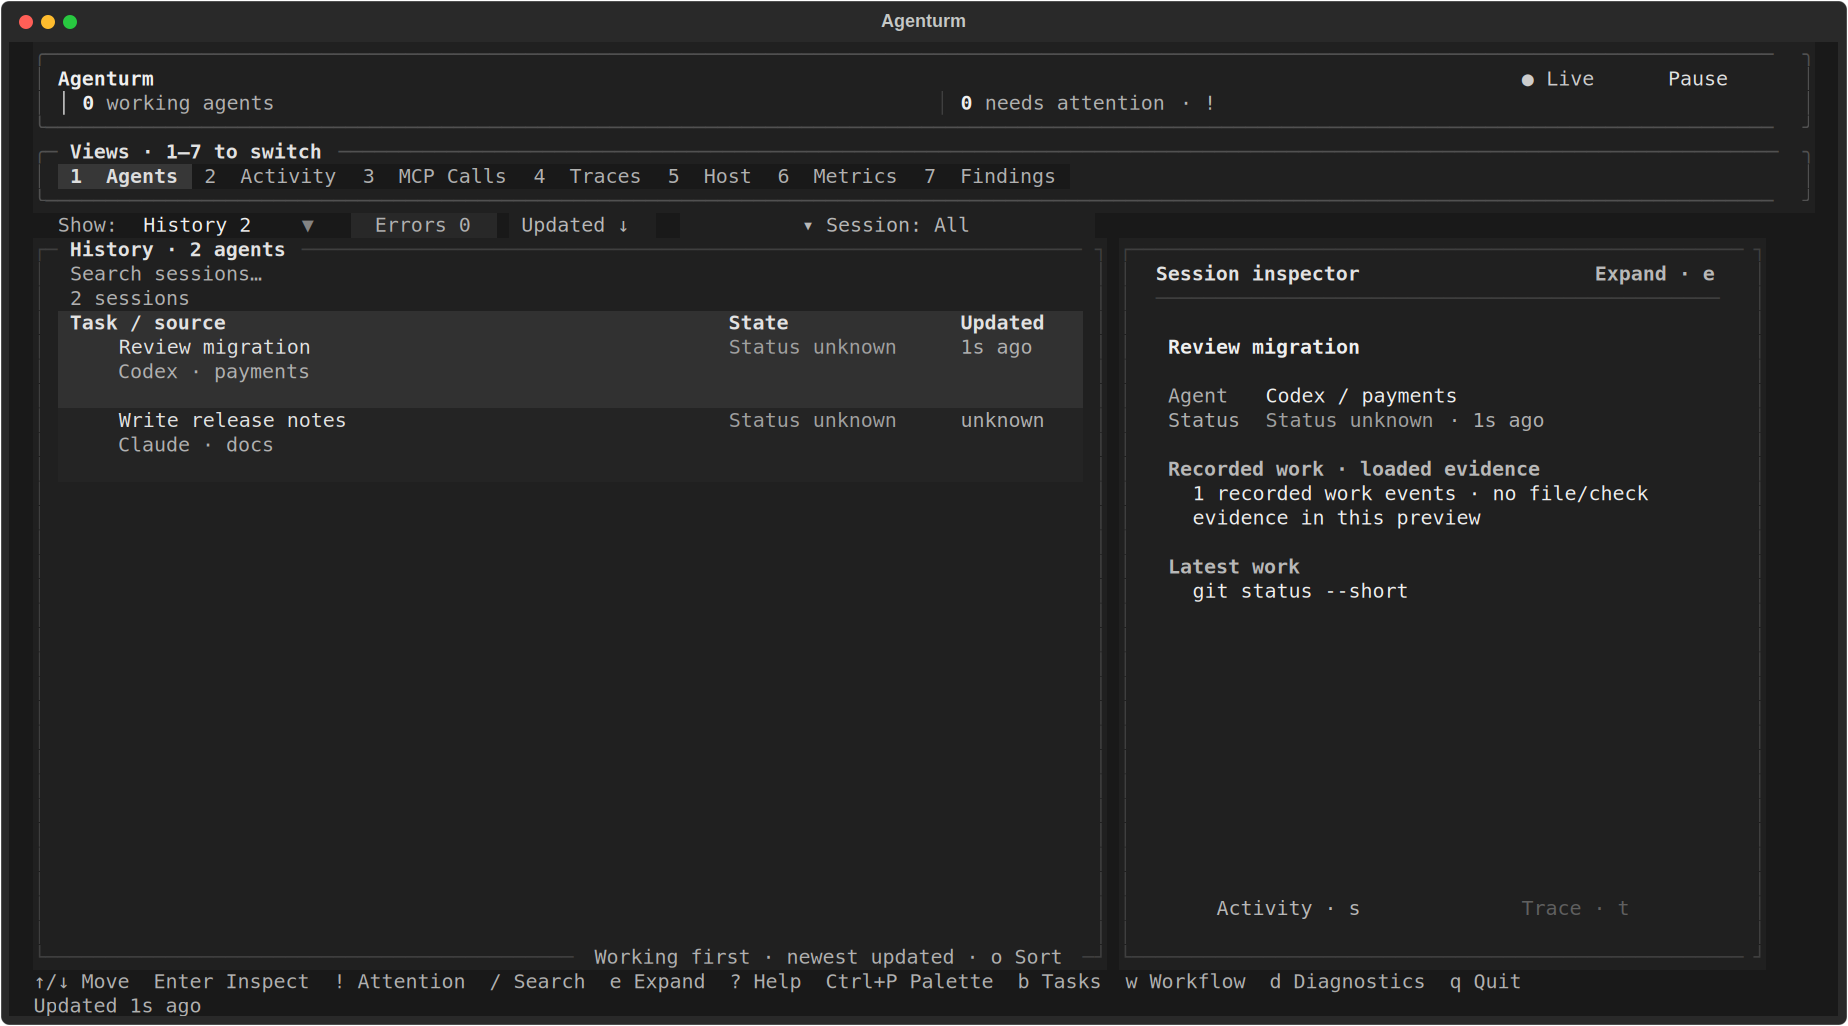 Agenturm
Agenturm ● Live Pause
0 working agents 0 needs attention · !
Views · 1–7 to switch
1 Agents 2 Activity 3 MCP Calls 4 Traces 5 Host 6 Metrics 7 Findings
Show: History 2 ▼ Errors 0 Updated ↓ ▾ Session: All
History · 2 agents
Search sessions…
2 sessions
Task / source State Updated
Review migration Status unknown 1s ago
Codex · payments
Write release notes Status unknown unknown
Claude · docs
Working first · newest updated · o Sort
Session inspector Expand · e
Review migration
Agent Codex / payments
Status Status unknown · 1s ago
Recorded work · loaded evidence
1 recorded work events · no file/check
evidence in this preview
Latest work
git status --short
Activity · s Trace · t
↑/↓ Move Enter Inspect ! Attention / Search e Expand ? Help Ctrl+P Palette b Tasks w Workflow d Diagnostics q Quit
Updated 1s ago